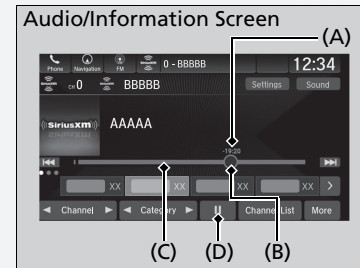 Audio/Information Screen
(A)
Phone Navigation FM 0 - BBBBB 12:34
CH 0 BBBBB Settings Sound
((SiriusXM)) AAAAA
-19:20
XX XX XX XX
Channel Category Channel List More
(C) (D) (B)